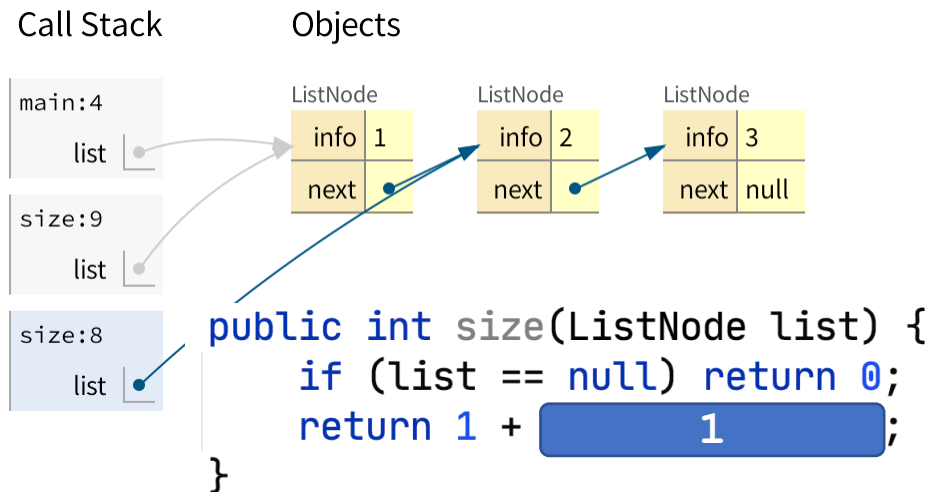 Call Stack
Objects
main:4
list
size:9
list
size:8
list
ListNode
info 1
next
ListNode
info 2
next
ListNode
info 3
next null
public int size(ListNode list) {
if (list == null) return 0;
return 1 + 1;
}